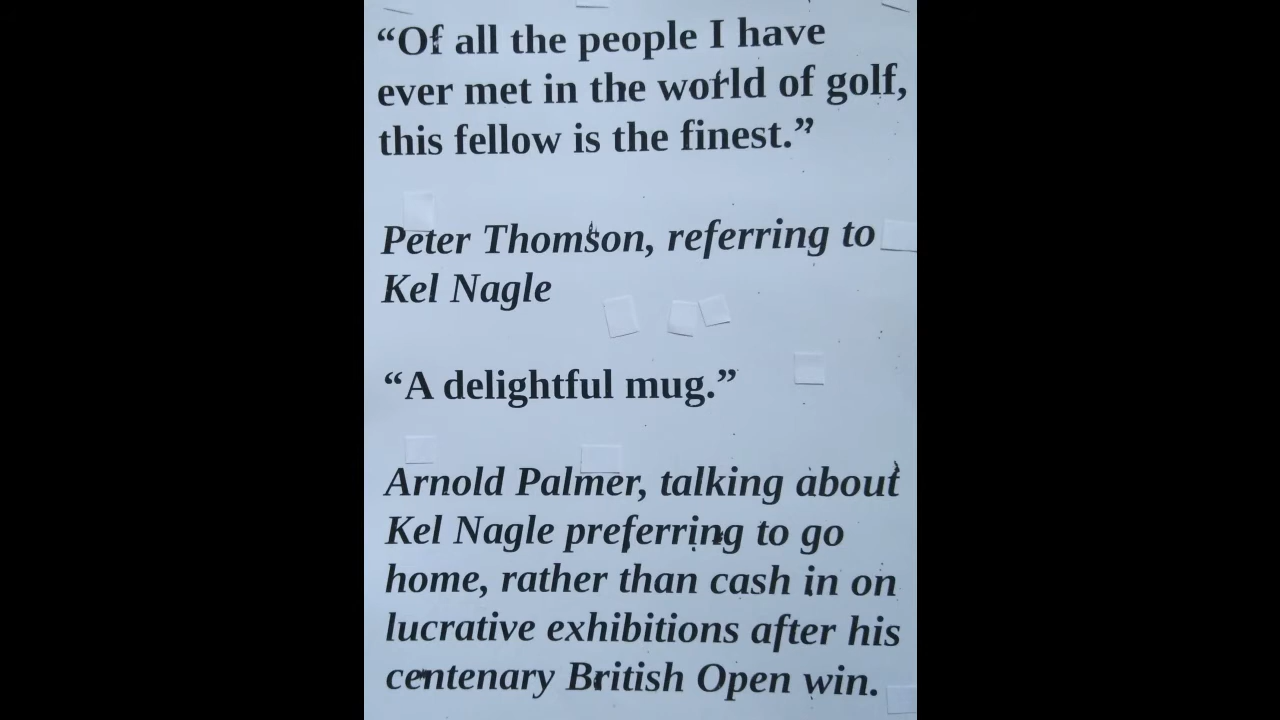 “Of all the people I have
ever met in the world of golf,
this fellow is the finest.”
Peter Thomson, referring to
Kel Nagle
“A delightful mug.”
Arnold Palmer, talking about
Kel Nagle preferring to go
home, rather than cash in on
lucrative exhibitions after his
centenary British Open win.